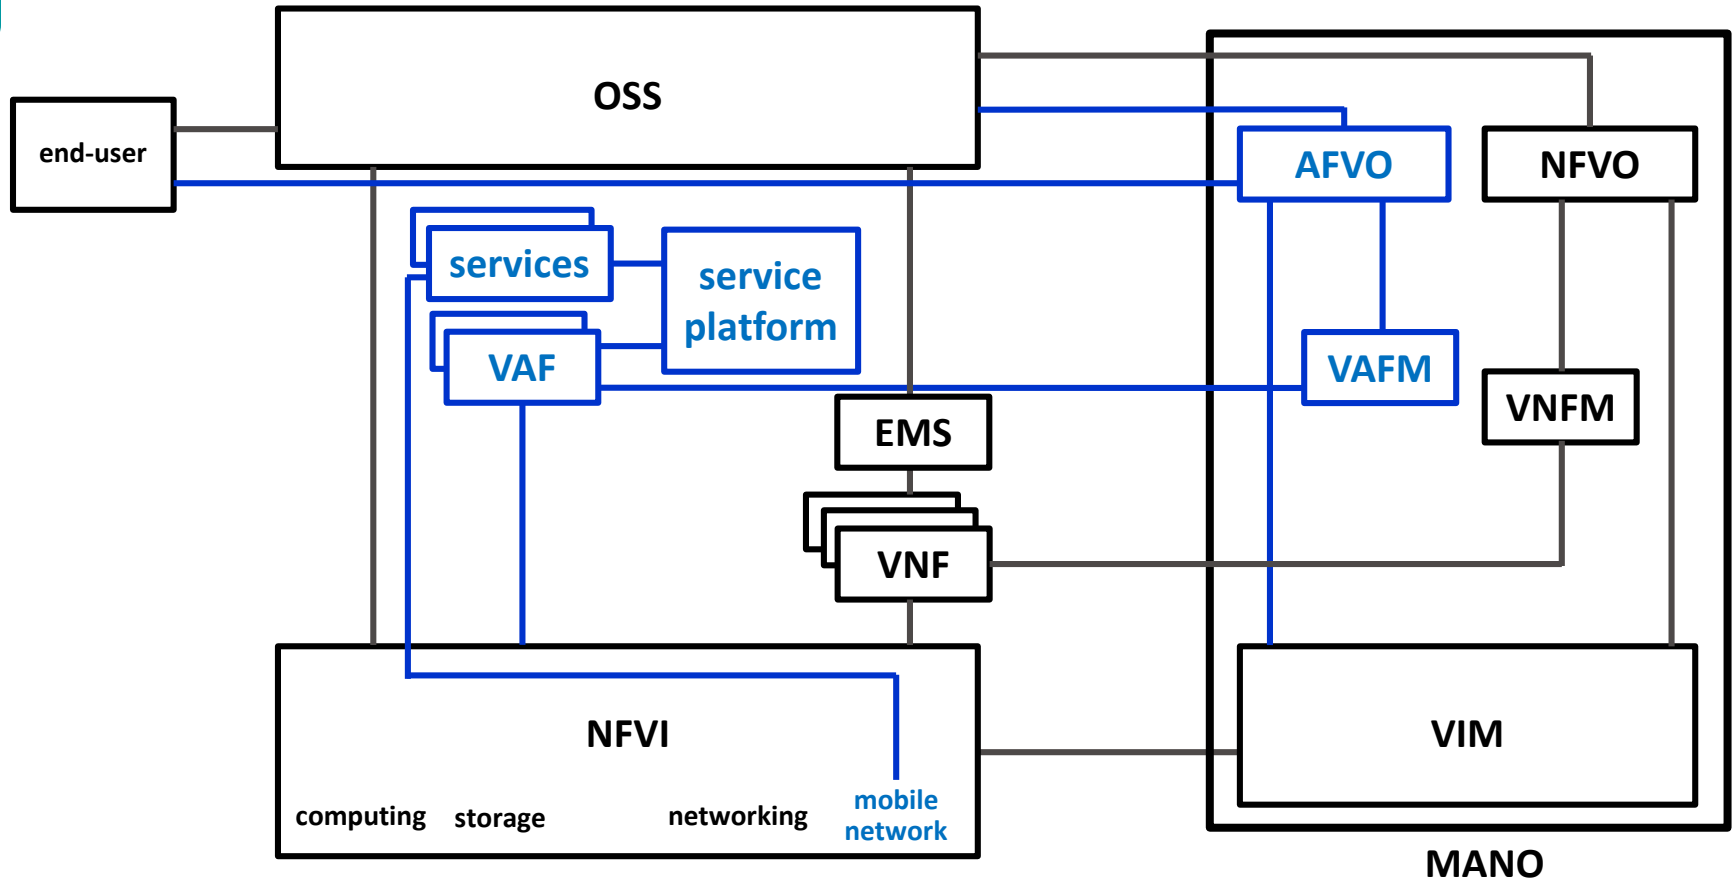 OSS
end-user
AFVO
NFVO
services
service
platform
VAF
VAFM
VNFM
EMS
VNF
NFVI
VIM
computing
storage
networking
mobile
network
MANO